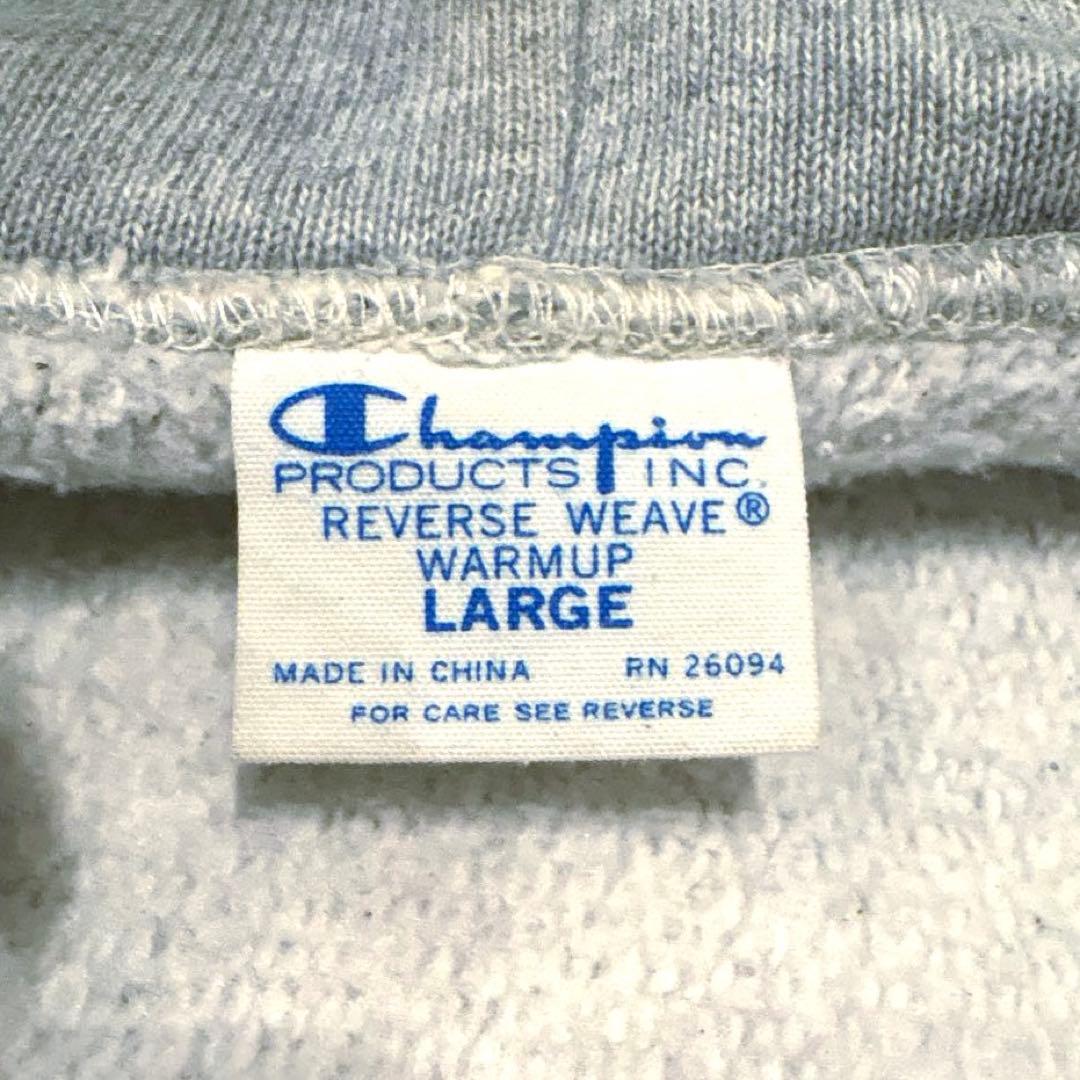 Champion
PRODUCTS INC.
REVERSE WEAVE®
WARMUP
LARGE
MADE IN CHINA RN 26094
FOR CARE SEE REVERSE